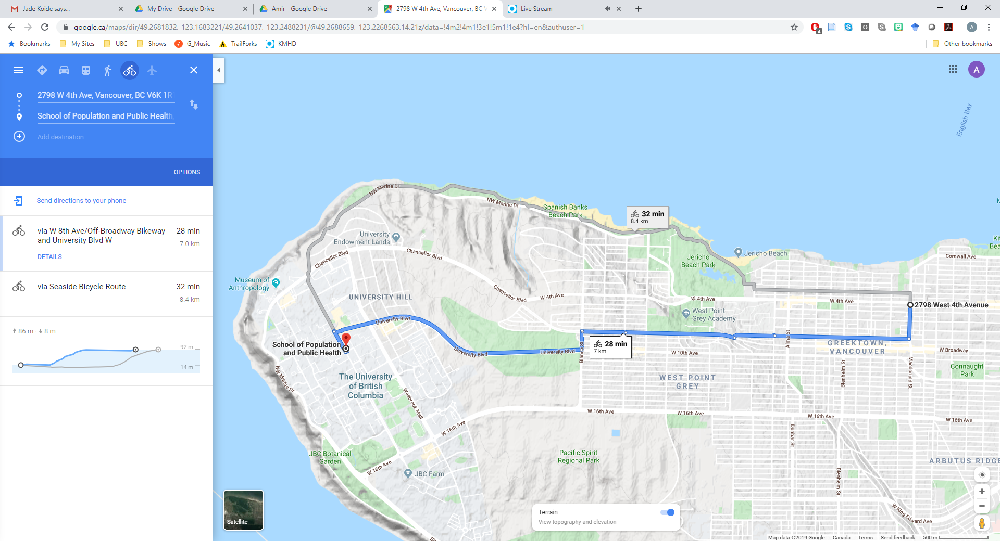 Jade Koide says...
My Drive - Google Drive
Amir - Google Drive
2798 W 4th Ave, Vancouver, BC V
Live Stream
google.ca/maps/dir/49.2681832,-123.1683221/49.2641037,-123.2488231/@49.2688659,-123.2268563,14.21z/data=!4m2!4m1!3e1!5m1!1e4?hl=en&authuser=1
4
A
Bookmarks
My Sites
UBC
Shows
G_Music
TrailForks
KMHD
Other bookmarks
2798 W 4th Ave, Vancouver, BC V6K 1R
School of Population and Public Health,
Add destination
OPTIONS
Send directions to your phone
via W 8th Ave/Off-Broadway Bikeway
and University Blvd W
28 min
7.0 km
DETAILS
via Seaside Bicycle Route
32 min
8.4 km
86 m · 8 m
92 m
14 m
A
English Bay
NW Marine Dr
NW Marine Dr
Spanish Banks
Beach Park
32 min
8.4 km
University
Endowment Lands
Chancellor Blvd
Chancellor Blvd
Jericho
Beach Park
Jericho Beach
Cornwall Ave
Museum of
Anthropology
UNIVERSITY HILL
Chancellor Blvd
W 4th Ave
W 4th Ave
W 4th Ave
2798 West 4th Avenue
West Point
Grey Academy
University Blvd
School of Population
and Public Health
University Blvd
University Blvd
28 min
7 km
Alma St
GREEKTOWN,
VANCOUVER
W 10th Ave
W Broadway
Macdonald St
Blenheim St
Connaught
Park
NW Marine Dr
The University
of British
Columbia
Wesbrook Mall
WEST POINT
GREY
W 16th Ave
W 16th Ave
W 16th Ave
W 16th Ave
W 16th Ave
Dunbar St
UBC Botanical
Garden
W 16th Ave
UBC Farm
Pacific Spirit
Regional Park
ARBUTUS RIDGE
Blenheim St
W King Edward Ave
Satellite
Terrain
View topography and elevation
Map data ©2019 Google
Canada
Terms
Send feedback
500 m